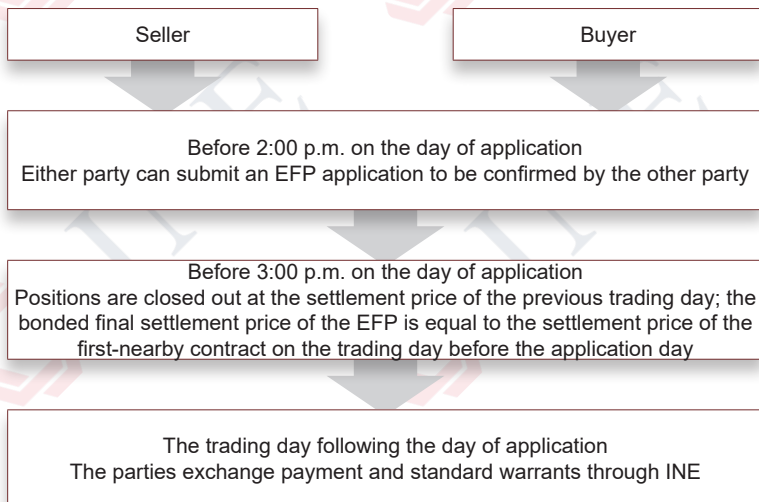 Seller
Buyer
Before 2:00 p.m. on the day of application
Either party can submit an EFP application to be confirmed by the other party
Before 3:00 p.m. on the day of application
Positions are closed out at the settlement price of the previous trading day; the
bonded final settlement price of the EFP is equal to the settlement price of the
first-nearby contract on the trading day before the application day
The trading day following the day of application
The parties exchange payment and standard warrants through INE